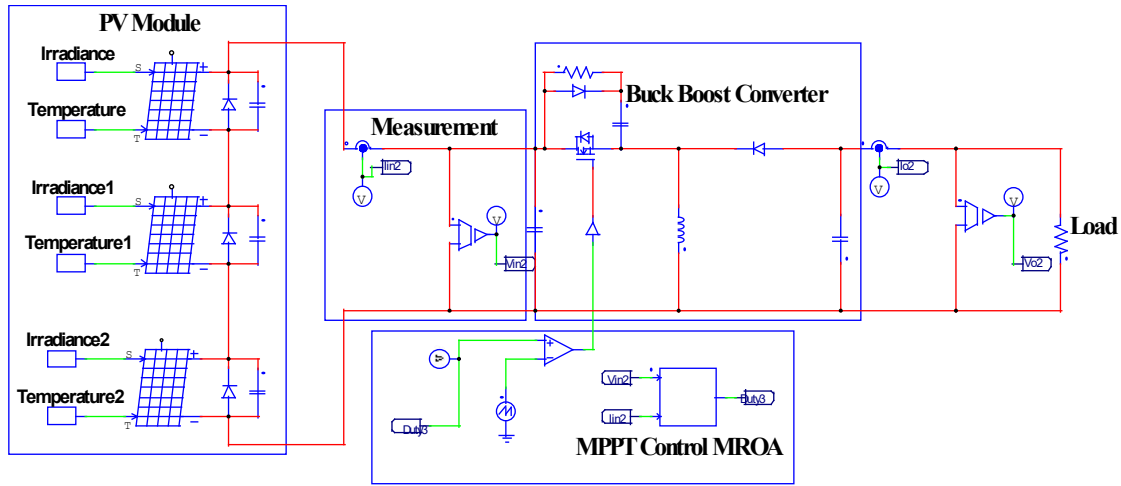 PV Module
Irradiance
S
+
Temperature
T
−
Irradiance1
S
+
Temperature1
T
−
Irradiance2
S
+
Temperature2
T
−
Measurement
Iin2
V
V
Vin2
Buck Boost Converter
Io2
V
V
Vo2
Load
V
+
−
Duty3
Vin2
Iin2
Duty3
MPPT Control MROA